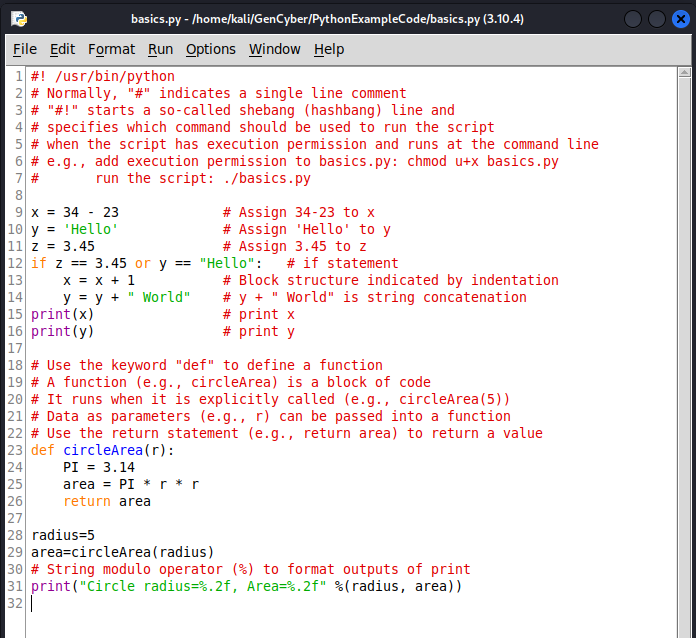 basics.py - /home/kali/GenCyber/PythonExampleCode/basics.py (3.10.4)
File Edit Format Run Options Window Help
1 #! /usr/bin/python
2 # Normally, "#" indicates a single line comment
3 # "#!" starts a so-called shebang (hashbang) line and
4 # specifies which command should be used to run the script
5 # when the script has execution permission and runs at the command line
6 # e.g., add execution permission to basics.py: chmod u+x basics.py
7 #       run the script: ./basics.py
8
9 x = 34 - 23             # Assign 34-23 to x
10 y = 'Hello'             # Assign 'Hello' to y
11 z = 3.45                # Assign 3.45 to z
12 if z == 3.45 or y == "Hello":   # if statement
13     x = x + 1           # Block structure indicated by indentation
14     y = y + " World"    # y + " World" is string concatenation
15 print(x)                # print x
16 print(y)                # print y
17
18 # Use the keyword "def" to define a function
19 # A function (e.g., circleArea) is a block of code
20 # It runs when it is explicitly called (e.g., circleArea(5))
21 # Data as parameters (e.g., r) can be passed into a function
22 # Use the return statement (e.g., return area) to return a value
23 def circleArea(r):
24     PI = 3.14
25     area = PI * r * r
26     return area
27
28 radius=5
29 area=circleArea(radius)
30 # String modulo operator (%) to format outputs of print
31 print("Circle radius=%.2f, Area=%.2f" %(radius, area))
32